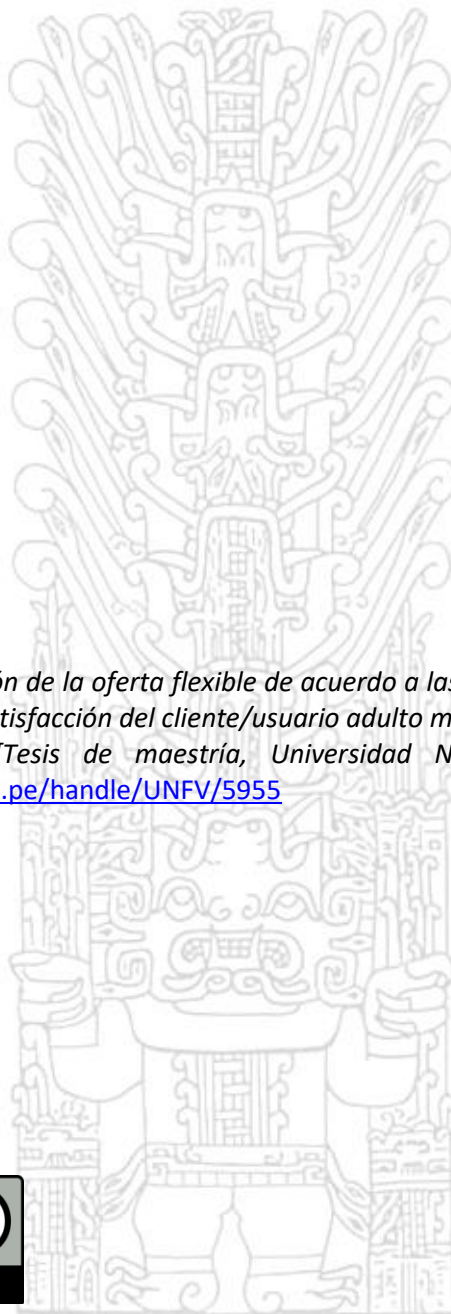 ón de la oferta flexible de acuerdo a las
tisfacción del cliente/usuario adulto m
[Tesis de maestría, Universidad N
.pe/handle/UNFV/5955